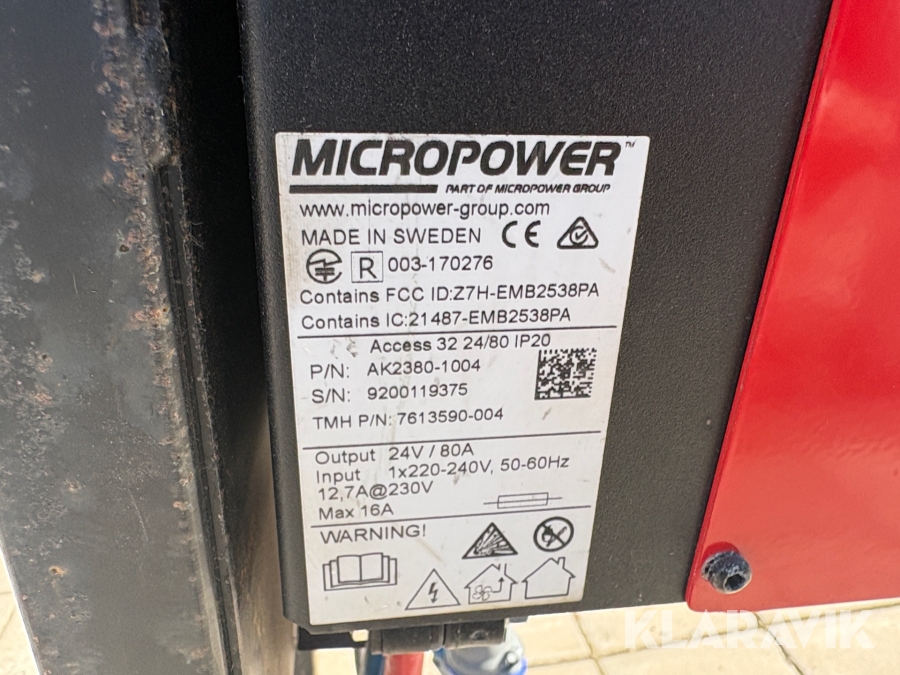 MICROPOWER™
PART OF MICROPOWER GROUP
www.micropower-group.com
MADE IN SWEDEN CE
R 003-170276
Contains FCC ID:Z7H-EMB2538PA
Contains IC:21487-EMB2538PA
Access 32 24/80 IP20
P/N: AK2380-1004
S/N: 9200119375
TMH P/N: 7613590-004
Output 24V / 80A
Input 1x220-240V, 50-60Hz
12,7A@230V
Max 16A
WARNING!
KLARAVIK